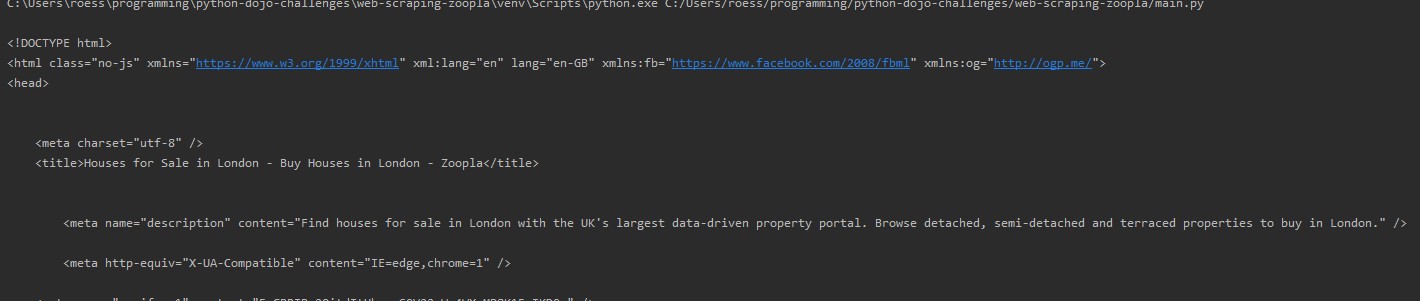 C:\Users\roess\programming\python-dojo-challenges\web-scraping-zoopla\venv\Scripts\python.exe C:/Users/roess/programming/python-dojo-challenges/web-scraping-zoopla/main.py
<!DOCTYPE html>
<html class="no-js" xmlns="https://www.w3.org/1999/xhtml" xml:lang="en" lang="en-GB" xmlns:fb="https://www.facebook.com/2008/fbml" xmlns:og="http://ogp.me/">
<head>
<meta charset="utf-8" />
<title>Houses for Sale in London - Buy Houses in London - Zoopla</title>
<meta name="description" content="Find houses for sale in London with the UK's largest data-driven property portal. Browse detached, semi-detached and terraced properties to buy in London." />
<meta http-equiv="X-UA-Compatible" content="IE=edge,chrome=1" />